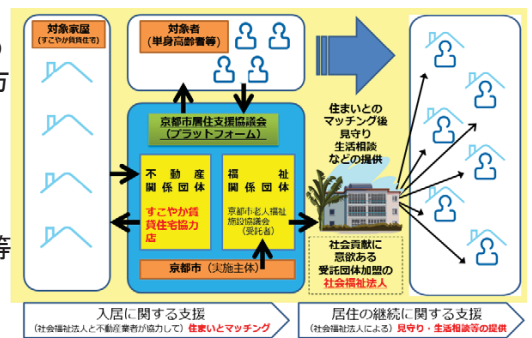 対象家屋
(すこやか賃貸住宅)
対象者
(単身高齢者等)
京都市居住支援協議会
(プラットフォーム)
不動産
関係団体
すこやか賃
貸住宅協力
店
福祉
関係団体
京都市老人福祉
施設協議会
(受託者)
京都市(実施主体)
住まいとの
マッチング後
見守り
生活相談
などの提供
社会貢献に
意欲ある
受託団体加盟の
社会福祉法人
万
等
入居に関する支援
(社会福祉法人と不動産業者が協力して)住まいとマッチング
居住の継続に関する支援
(社会福祉法人による)見守り・生活相談等の提供